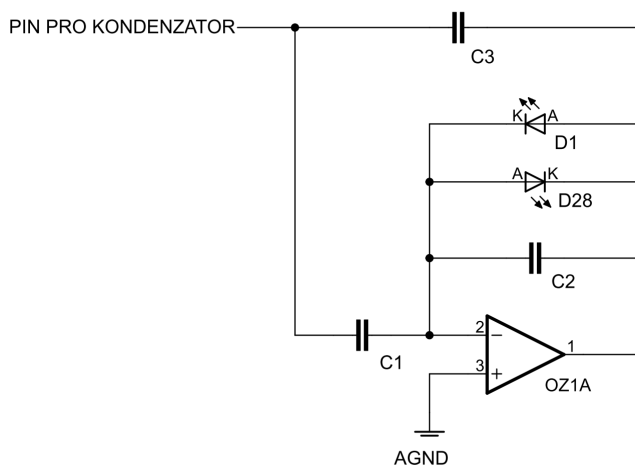 PIN PRO KONDENZATOR
C3
K A
D1
A K
D28
C2
2 − 1
C1
3 +
OZ1A
AGND